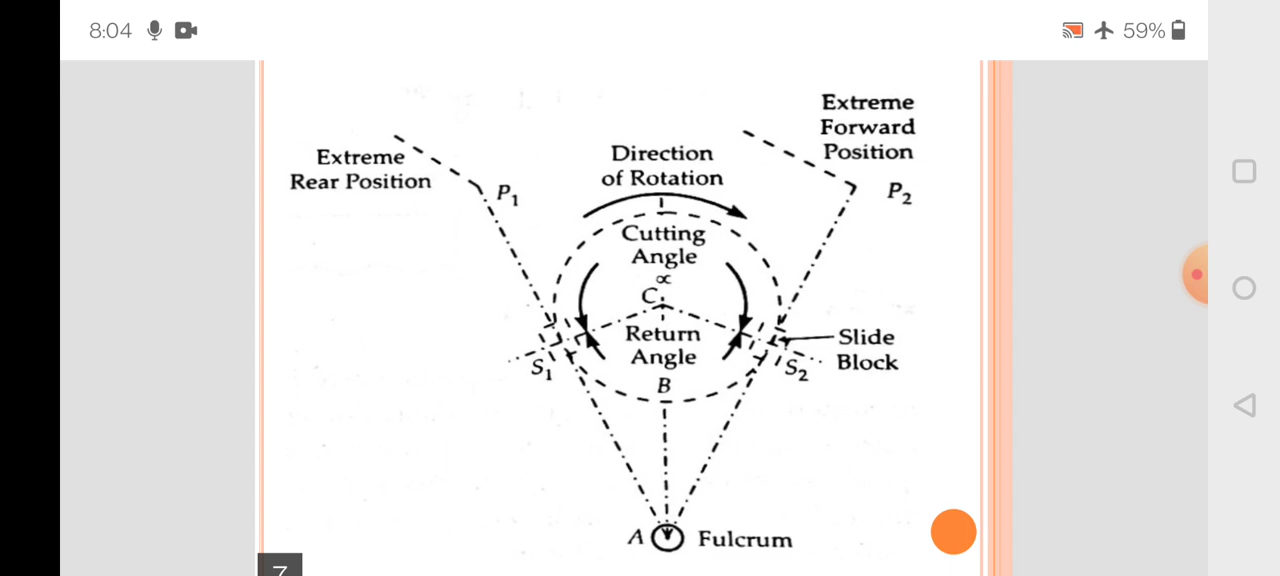 8:04
59%
Extreme
Forward
Position
Extreme
Rear Position
Direction
of Rotation
P₁
P₂
Cutting
Angle
∝
C
Return
Angle
B
Slide
Block
S₁
S₂
A
Fulcrum
7